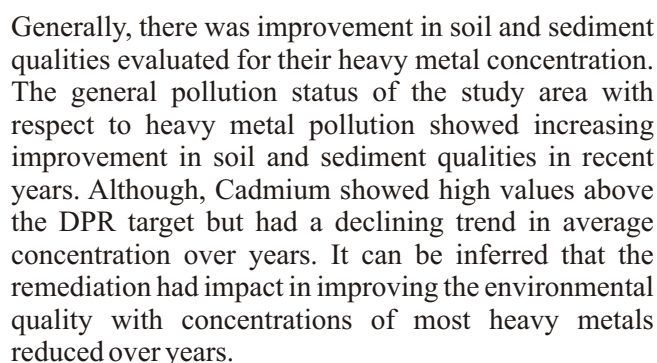 Generally, there was improvement in soil and sediment
qualities evaluated for their heavy metal concentration.
The general pollution status of the study area with
respect to heavy metal pollution showed increasing
improvement in soil and sediment qualities in recent
years. Although, Cadmium showed high values above
the DPR target but had a declining trend in average
concentration over years. It can be inferred that the
remediation had impact in improving the environmental
quality with concentrations of most heavy metals
reduced over years.